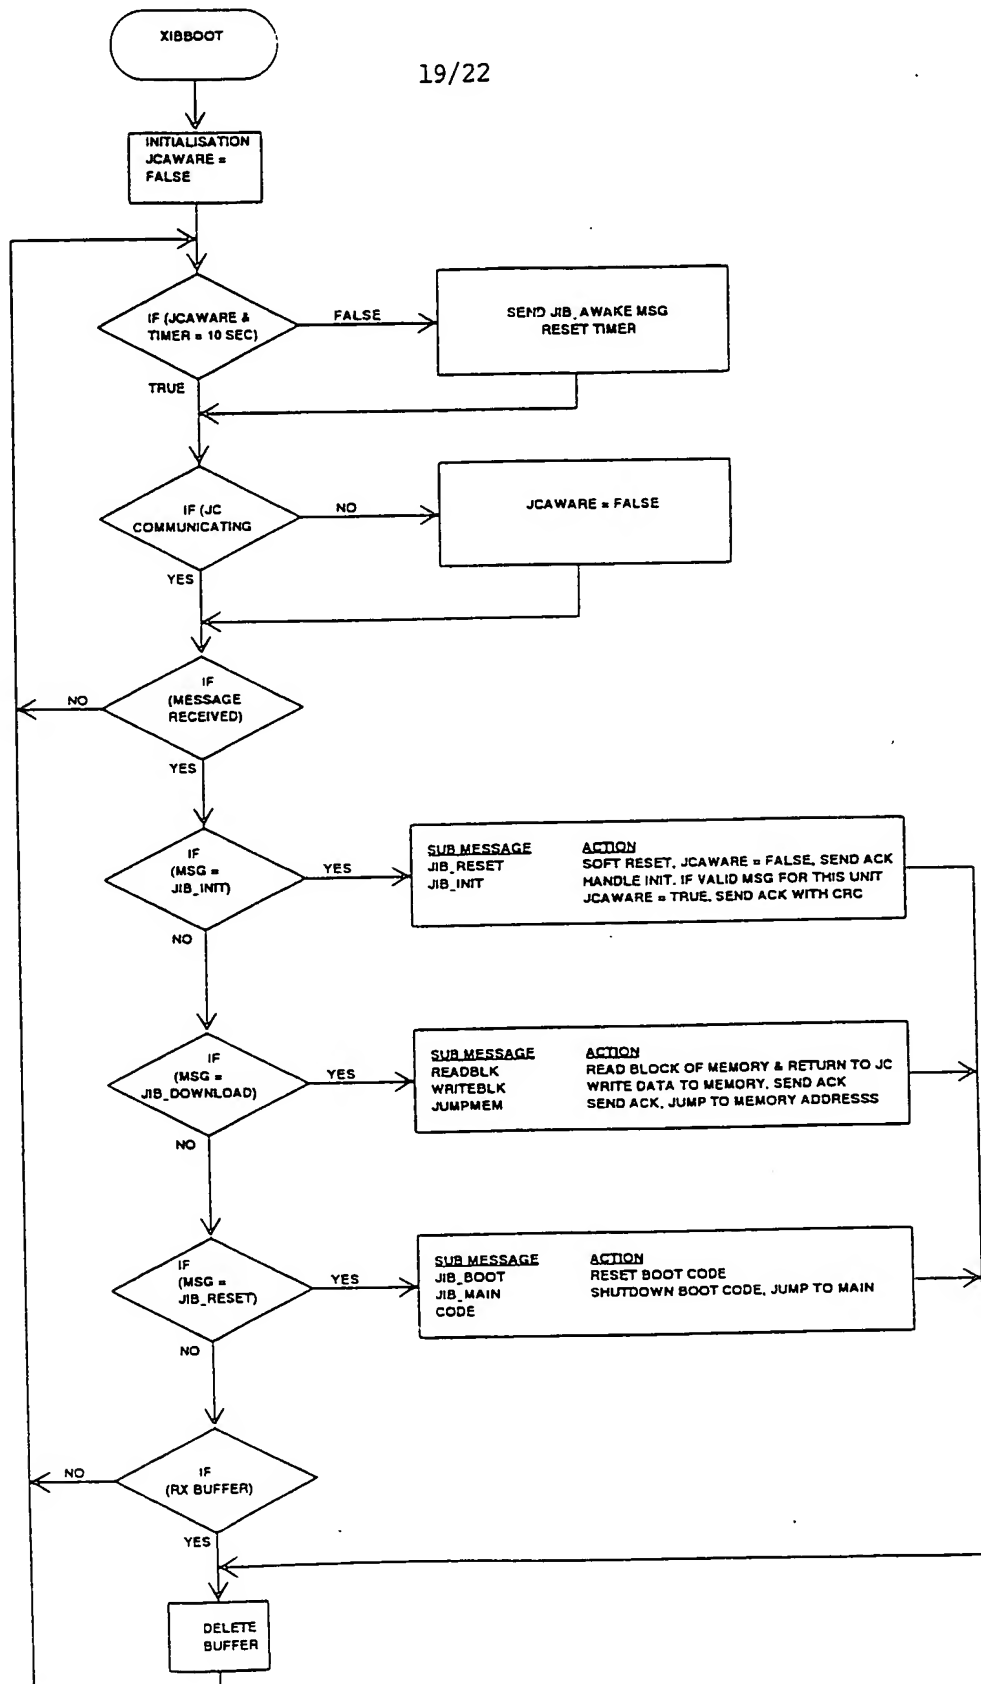 XIBBOOT
19/22
INITIALISATION
JCAWARE =
FALSE
IF (JCAWARE &
TIMER = 10 SEC)
FALSE
SEND JIB_AWAKE MSG
RESET TIMER
TRUE
IF (JC
COMMUNICATING
NO
JCAWARE = FALSE
YES
IF
(MESSAGE
RECEIVED)
NO
YES
IF
(MSG =
JIB_INIT)
YES
SUB MESSAGE ACTION
JIB_RESET SOFT RESET, JCAWARE = FALSE, SEND ACK
JIB_INIT HANDLE INIT. IF VALID MSG FOR THIS UNIT
JCAWARE = TRUE, SEND ACK WITH CRC
NO
IF
(MSG =
JIB_DOWNLOAD)
YES
SUB MESSAGE ACTION
READBLK READ BLOCK OF MEMORY & RETURN TO JC
WRITEBLK WRITE DATA TO MEMORY, SEND ACK
JUMPMEM SEND ACK, JUMP TO MEMORY ADDRESSS
NO
IF
(MSG =
JIB_RESET)
YES
SUB MESSAGE ACTION
JIB_BOOT RESET BOOT CODE
JIB_MAIN SHUTDOWN BOOT CODE, JUMP TO MAIN
CODE
NO
IF
(RX BUFFER)
NO
YES
DELETE
BUFFER